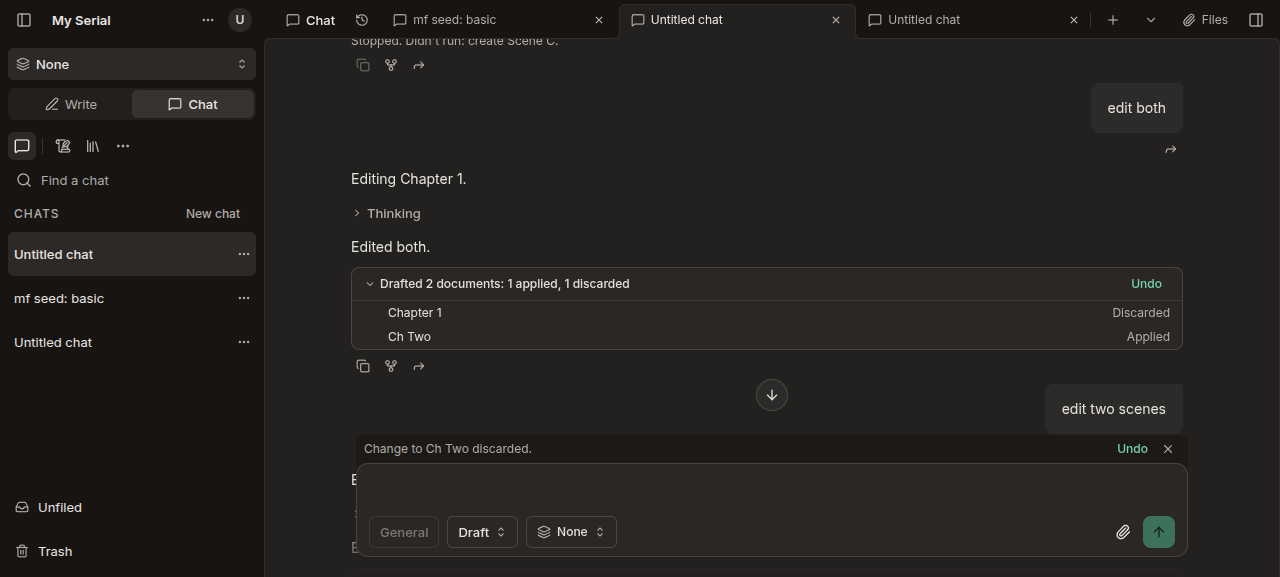 My Serial
U
Chat
mf seed: basic
Untitled chat
Untitled chat
Files
None
Write
Chat
Find a chat
CHATS
New chat
Untitled chat
mf seed: basic
Untitled chat
Unfiled
Trash
Stopped. Didn't run: create Scene C.
edit both
Editing Chapter 1.
Thinking
Edited both.
Drafted 2 documents: 1 applied, 1 discarded
Undo
Chapter 1
Discarded
Ch Two
Applied
edit two scenes
Change to Ch Two discarded.
Undo
General
Draft
None